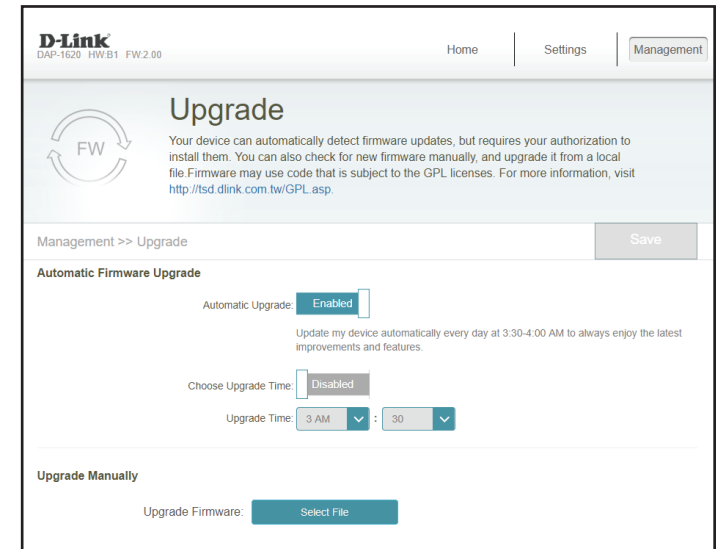 D-Link
DAP-1620 HW:B1 FW:2.00
Home
Settings
Management
FW
Upgrade
Your device can automatically detect firmware updates, but requires your authorization to
install them. You can also check for new firmware manually, and upgrade it from a local
file.Firmware may use code that is subject to the GPL licenses. For more information, visit
http://tsd.dlink.com.tw/GPL.asp.
Management >> Upgrade
Save
Automatic Firmware Upgrade
Automatic Upgrade: Enabled
Update my device automatically every day at 3:30-4:00 AM to always enjoy the latest
improvements and features.
Choose Upgrade Time: Disabled
Upgrade Time: 3 AM : 30
Upgrade Manually
Upgrade Firmware: Select File